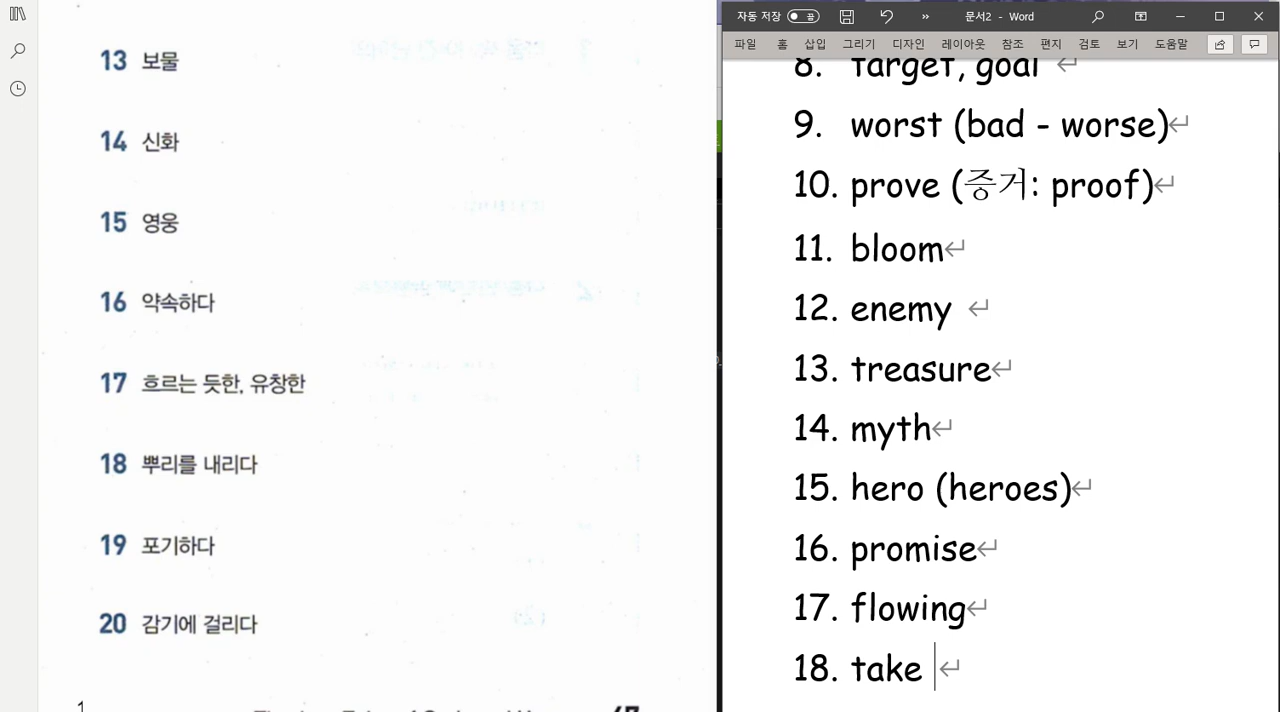 13 보물
14 신화
15 영웅
16 약속하다
17 흐르는 듯한, 유창한
18 뿌리를 내리다
19 포기하다
20 감기에 걸리다
1
자동 저장 끔 문서2 - Word
파일 홈 삽입 그리기 디자인 레이아웃 참조 편지 검토 보기 도움말
8. target, goal
9. worst (bad - worse)
10. prove (증거: proof)
11. bloom
12. enemy
13. treasure
14. myth
15. hero (heroes)
16. promise
17. flowing
18. take